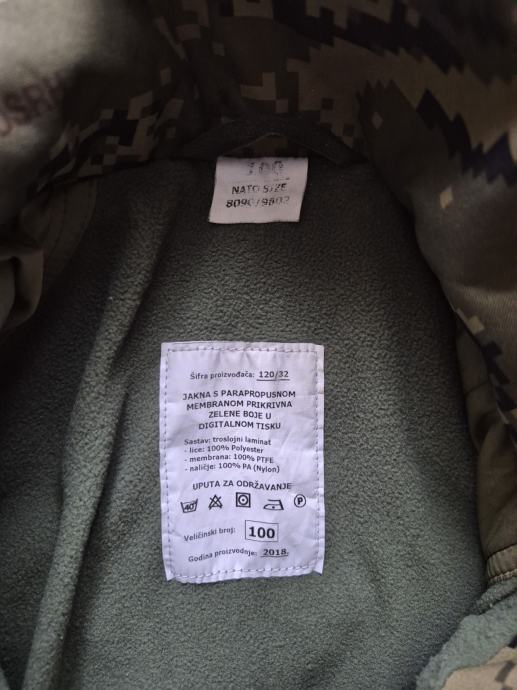 OSRH
100
NATO SIZE
8090/9802
Šifra proizvođača: 120/32
JAKNA S PARAPROPUSNOM
MEMBRANOM PRIKRIVNA
ZELENE BOJE U
DIGITALNOM TISKU
Sastav: troslojni laminat
- lice: 100% Polyester
- membrana: 100% PTFE
- naličje: 100% PA (Nylon)
UPUTA ZA ODRŽAVANJE
40 P
Veličinski broj: 100
Godina proizvodnje: 2018.